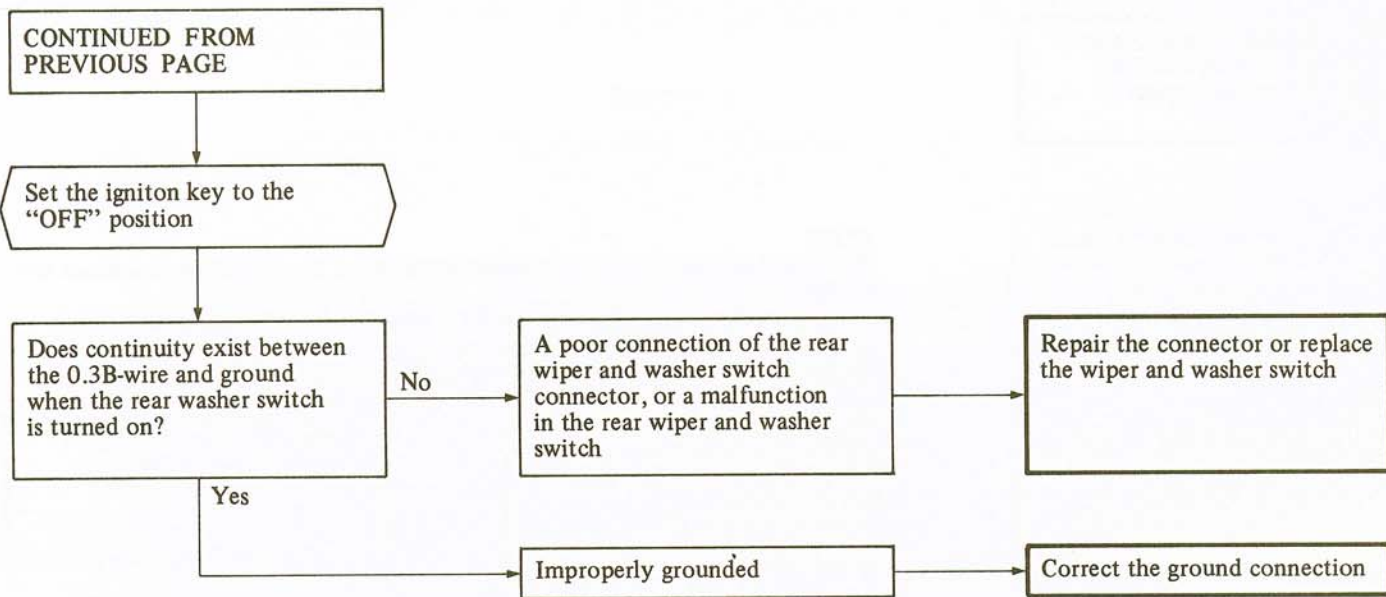 CONTINUED FROM
PREVIOUS PAGE
Set the igniton key to the
“OFF” position
Does continuity exist between
the 0.3B-wire and ground
when the rear washer switch
is turned on?
No
A poor connection of the rear
wiper and washer switch
connector, or a malfunction
in the rear wiper and washer
switch
Repair the connector or replace
the wiper and washer switch
Yes
Improperly grounded
Correct the ground connection